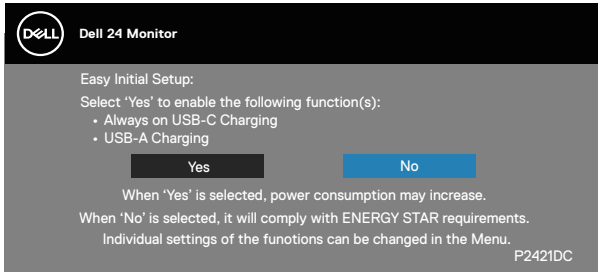 DELL Dell 24 Monitor
Easy Initial Setup:
Select ‘Yes’ to enable the following function(s):
• Always on USB-C Charging
• USB-A Charging
Yes No
When ‘Yes’ is selected, power consumption may increase.
When ‘No’ is selected, it will comply with ENERGY STAR requirements.
Individual settings of the funotions can be changed in the Menu.
P2421DC